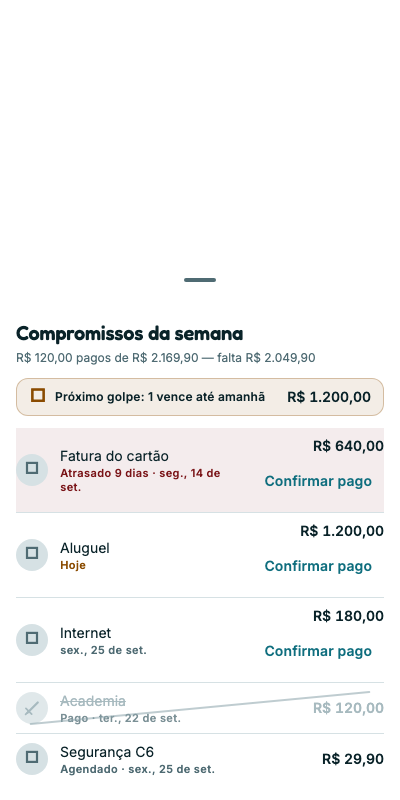 Compromissos da semana
R$ 120,00 pagos de R$ 2.169,90 — falta R$ 2.049,90
Próximo golpe: 1 vence até amanhã R$ 1.200,00
R$ 640,00
Fatura do cartão
Atrasado 9 dias · seg., 14 de
set.
Confirmar pago
R$ 1.200,00
Aluguel
Hoje
Confirmar pago
R$ 180,00
Internet
sex., 25 de set.
Confirmar pago
Academia
Pago · ter., 22 de set.
R$ 120,00
Segurança C6
Agendado · sex., 25 de set.
R$ 29,90